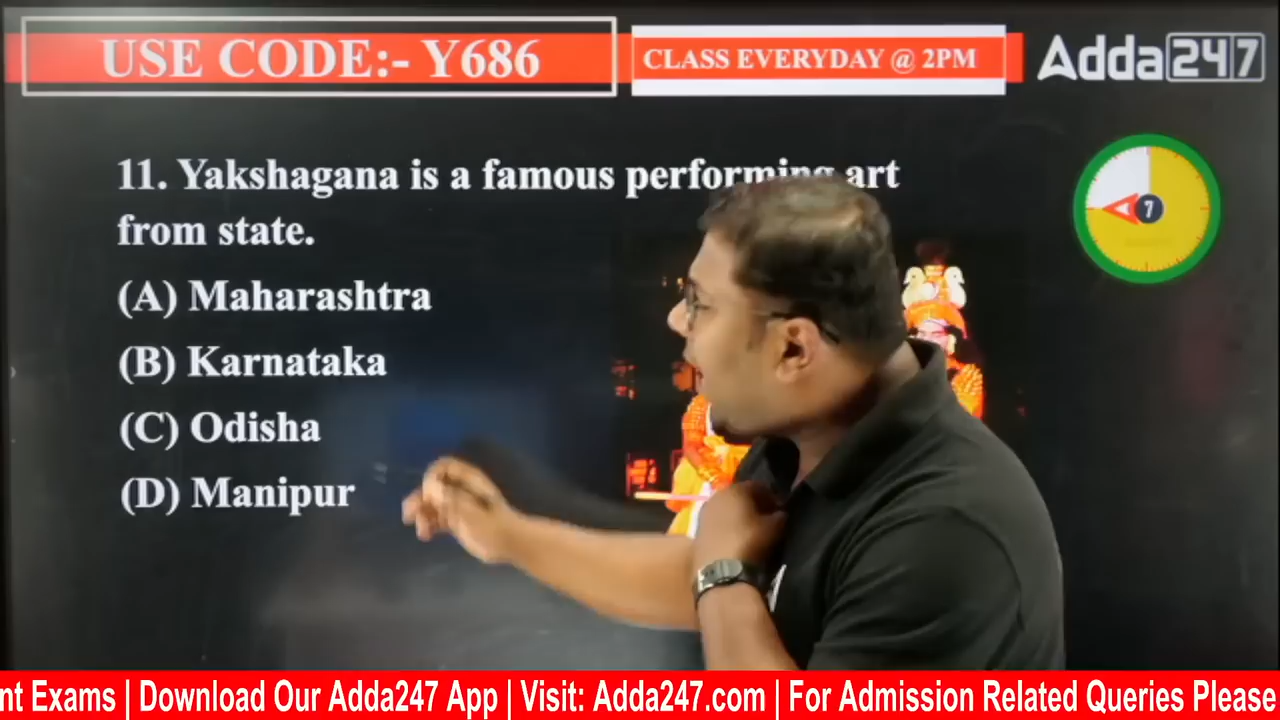 USE CODE:- Y686
CLASS EVERYDAY @ 2PM
Adda247
11. Yakshagana is a famous performing art
from state.
7
(A) Maharashtra
(B) Karnataka
(C) Odisha
(D) Manipur
nt Exams | Download Our Adda247 App | Visit: Adda247.com | For Admission Related Queries Please